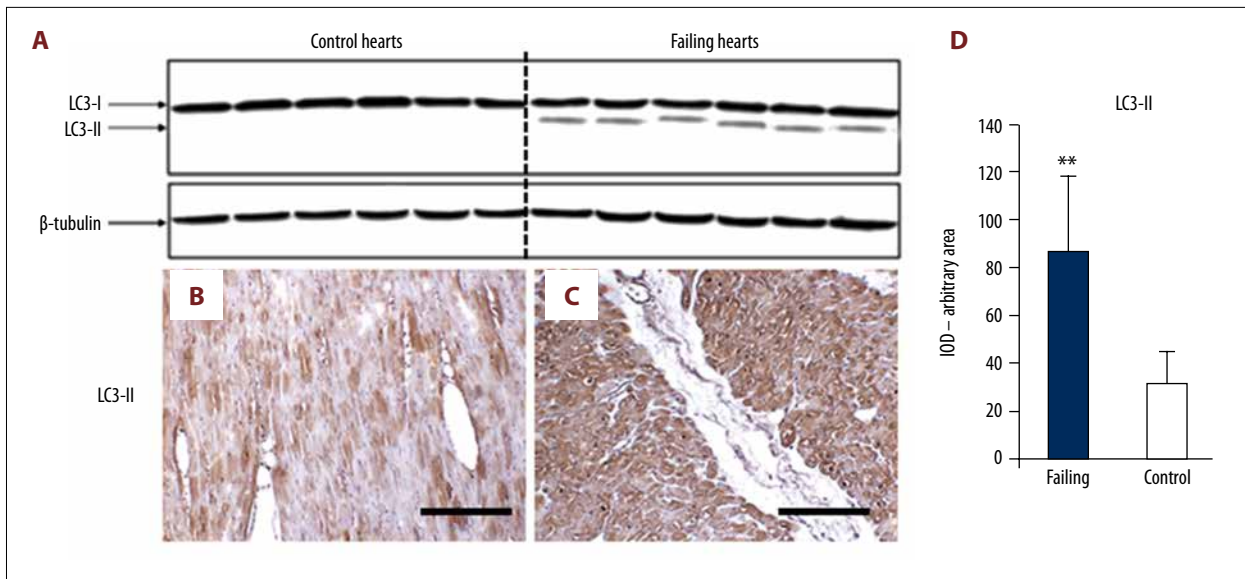 A
Control hearts
Failing hearts
LC3-I
LC3-II
β-tubulin
B
C
LC3-II
D
LC3-II
IOD – arbitrary area
140
120
100
80
60
40
20
0
**
Failing
Control